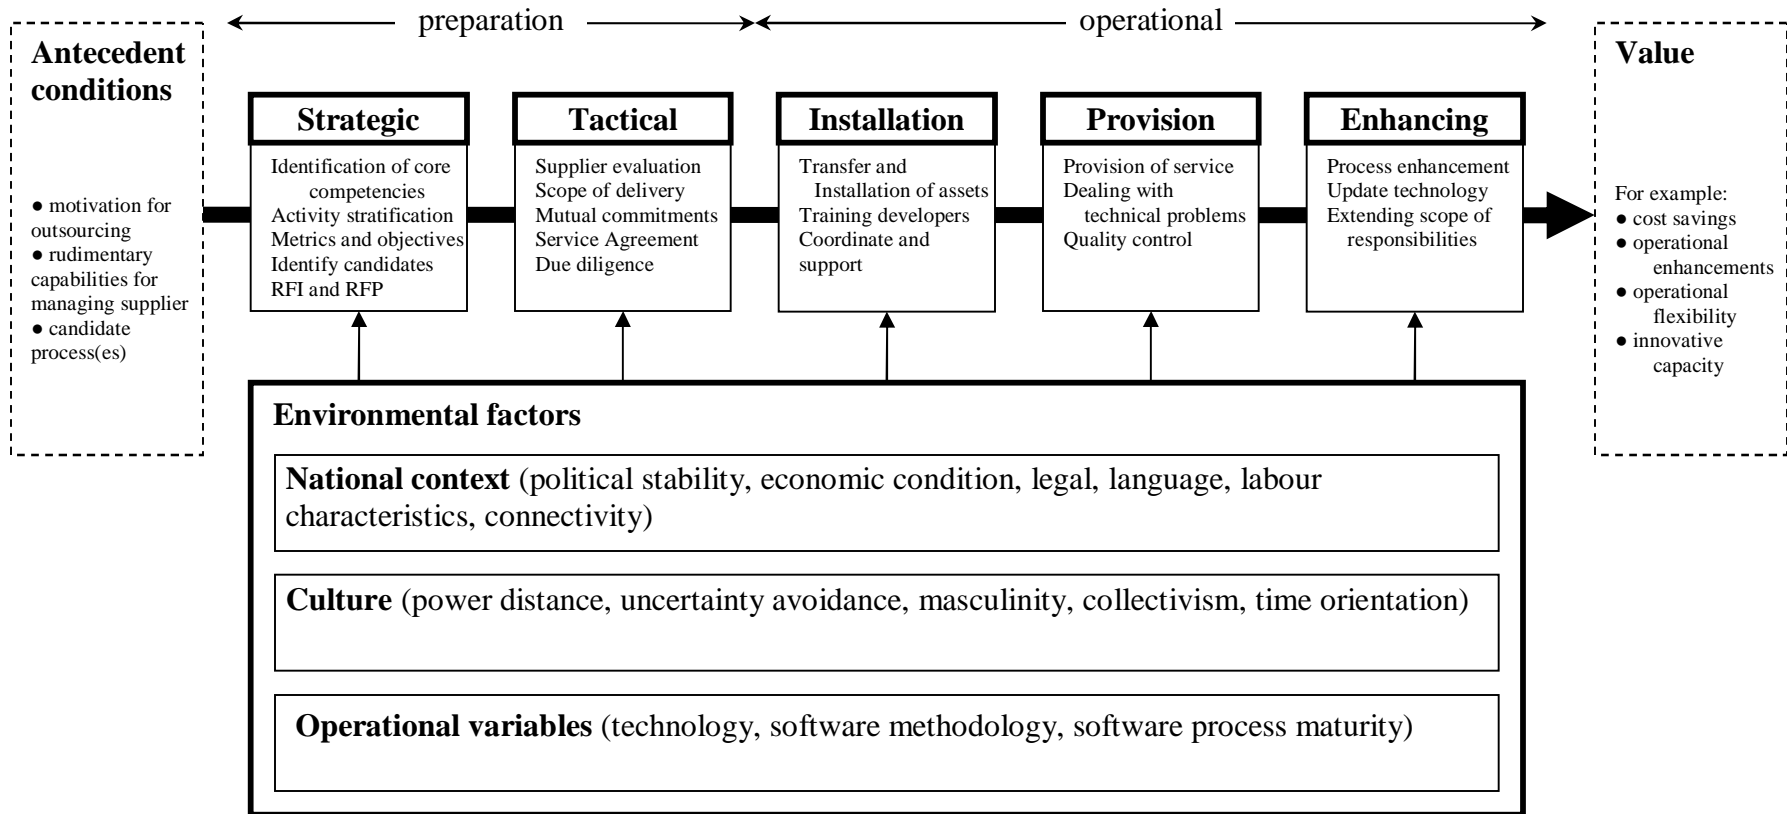 preparation
operational
Antecedent
conditions
● motivation for
outsourcing
● rudimentary
capabilities for
managing supplier
● candidate
process(es)
Strategic
Identification of core
competencies
Activity stratification
Metrics and objectives
Identify candidates
RFI and RFP
Tactical
Supplier evaluation
Scope of delivery
Mutual commitments
Service Agreement
Due diligence
Installation
Transfer and
Installation of assets
Training developers
Coordinate and
support
Provision
Provision of service
Dealing with
technical problems
Quality control
Enhancing
Process enhancement
Update technology
Extending scope of
responsibilities
Value
For example:
● cost savings
● operational
enhancements
● operational
flexibility
● innovative
capacity
Environmental factors
National context (political stability, economic condition, legal, language, labour
characteristics, connectivity)
Culture (power distance, uncertainty avoidance, masculinity, collectivism, time orientation)
Operational variables (technology, software methodology, software process maturity)